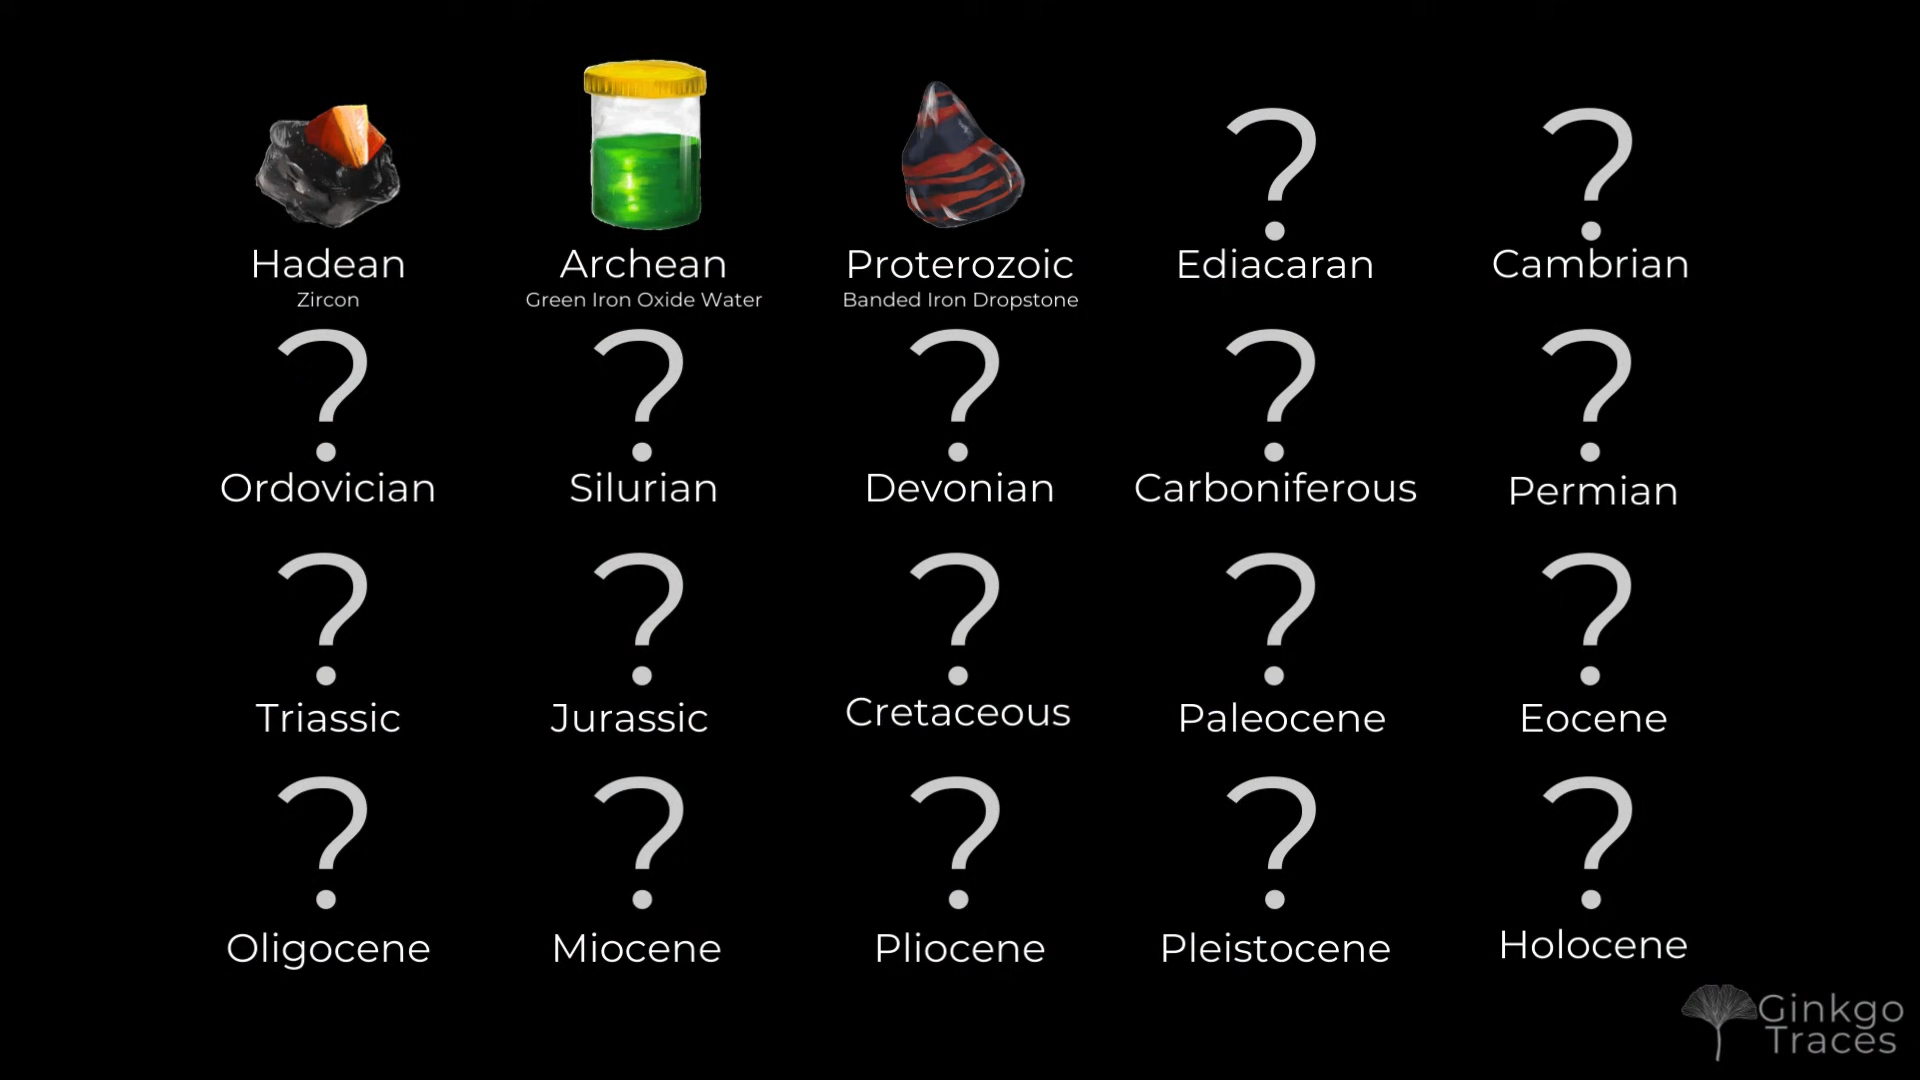 Hadean
Zircon
Archean
Green Iron Oxide Water
Proterozoic
Banded Iron Dropstone
?
Ediacaran
?
Cambrian
?
Ordovician
?
Silurian
?
Devonian
?
Carboniferous
?
Permian
?
Triassic
?
Jurassic
?
Cretaceous
?
Paleocene
?
Eocene
?
Oligocene
?
Miocene
?
Pliocene
?
Pleistocene
?
Holocene
Ginkgo
Traces